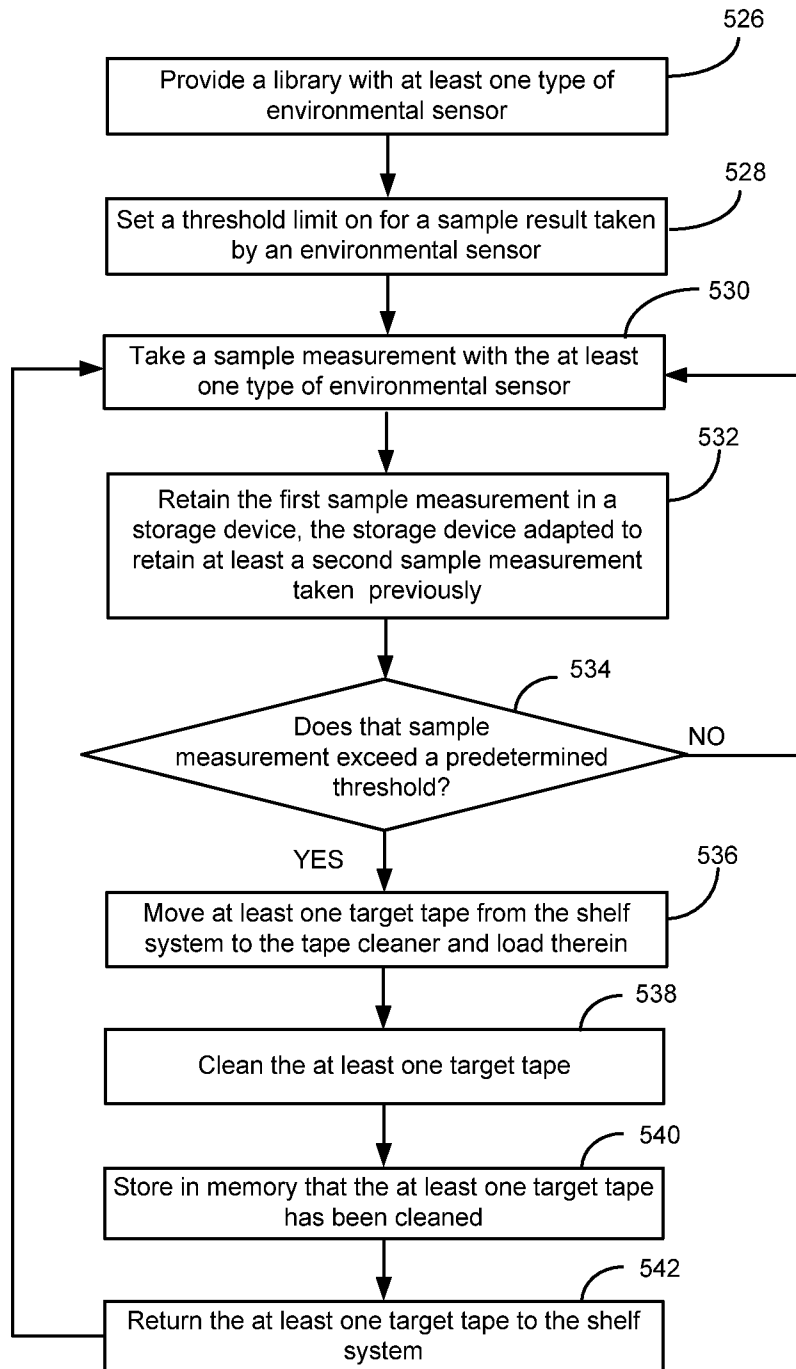 526
Provide a library with at least one type of
environmental sensor
528
Set a threshold limit on for a sample result taken
by an environmental sensor
530
Take a sample measurement with the at least
one type of environmental sensor
532
Retain the first sample measurement in a
storage device, the storage device adapted to
retain at least a second sample measurement
taken previously
534
Does that sample
measurement exceed a predetermined
threshold?
NO
YES
536
Move at least one target tape from the shelf
system to the tape cleaner and load therein
538
Clean the at least one target tape
540
Store in memory that the at least one target tape
has been cleaned
542
Return the at least one target tape to the shelf
system